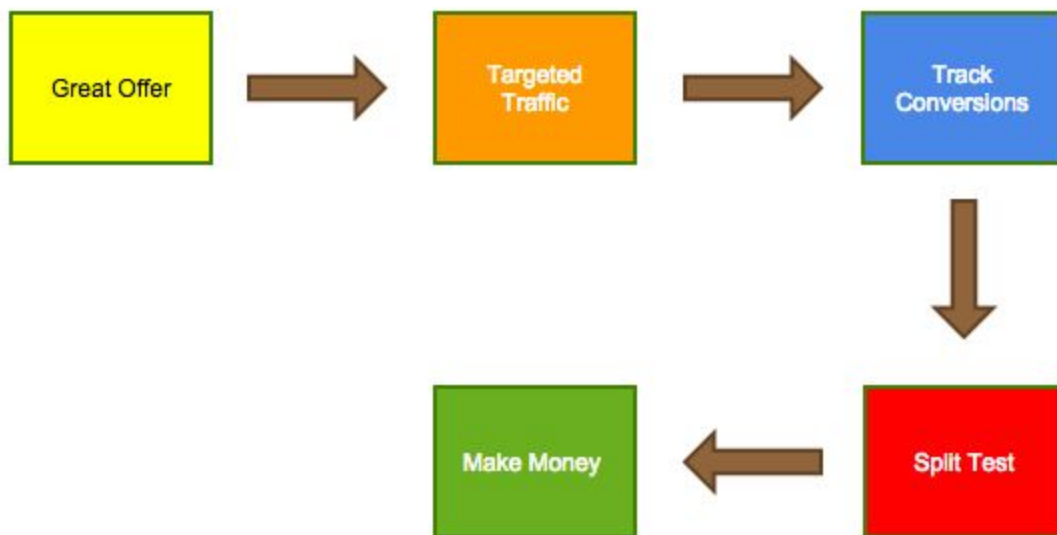 Great Offer
Targeted
Traffic
Track
Conversions
Make Money
Split Test